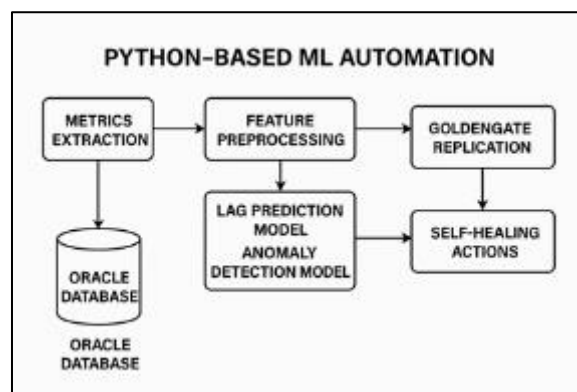 PYTHON–BASED ML AUTOMATION
METRICS
EXTRACTION
FEATURE
PREPROCESSING
GOLDENGATE
REPLICATION
LAG PREDICTION
MODEL
ANOMALY
DETECTION MODEL
SELF-HEALING
ACTIONS
ORACLE
DATABASE
ORACLE
DATABASE